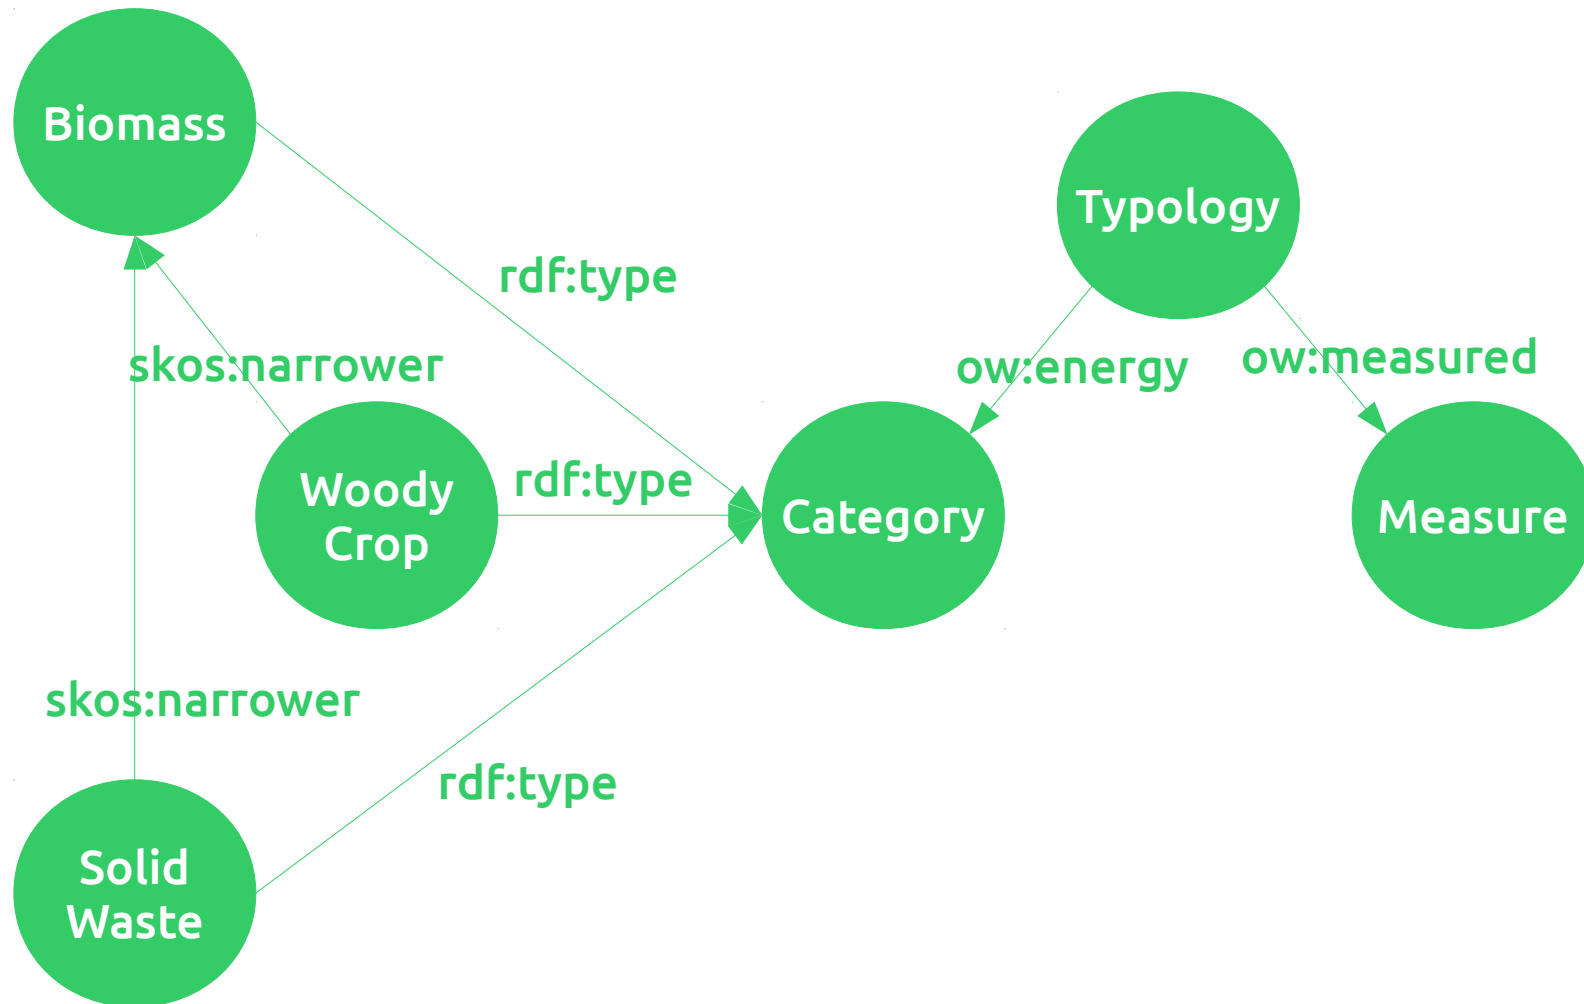 Biomass
Typology
rdf:type
skos:narrower
ow:energy
ow:measured
Woody
Crop
rdf:type
Category
Measure
skos:narrower
rdf:type
Solid
Waste